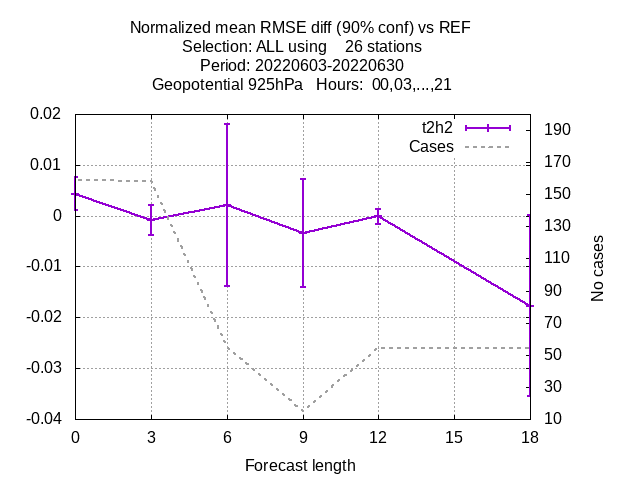 Normalized mean RMSE diff (90% conf) vs REF
Selection: ALL using    26 stations
Period: 20220603-20220630
Geopotential 925hPa   Hours:  00,03,...,21
t2h2
Cases
0.02
0.01
0
-0.01
-0.02
-0.03
-0.04
190
170
150
130
110
90
70
50
30
10
No cases
0 3 6 9 12 15 18
Forecast length